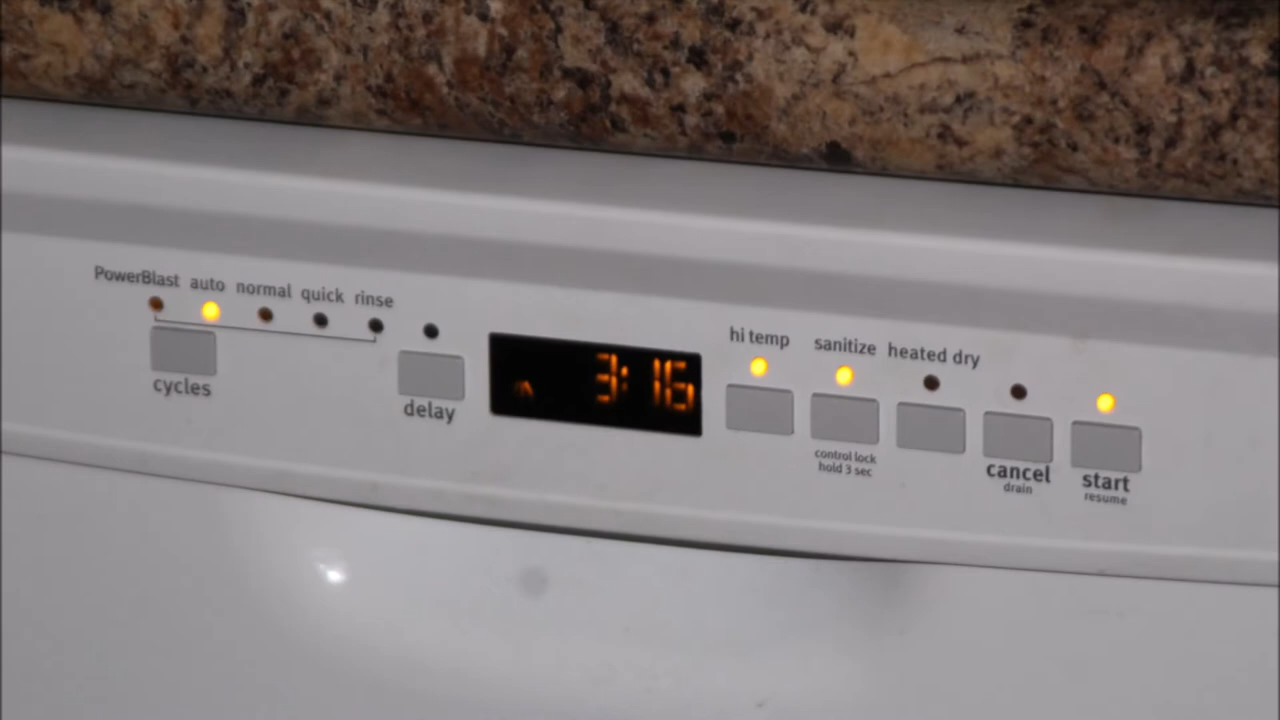 PowerBlast auto normal quick rinse
cycles
delay
3:16
hi temp
sanitize
control lock
hold 3 sec
heated dry
cancel
drain
start
resume